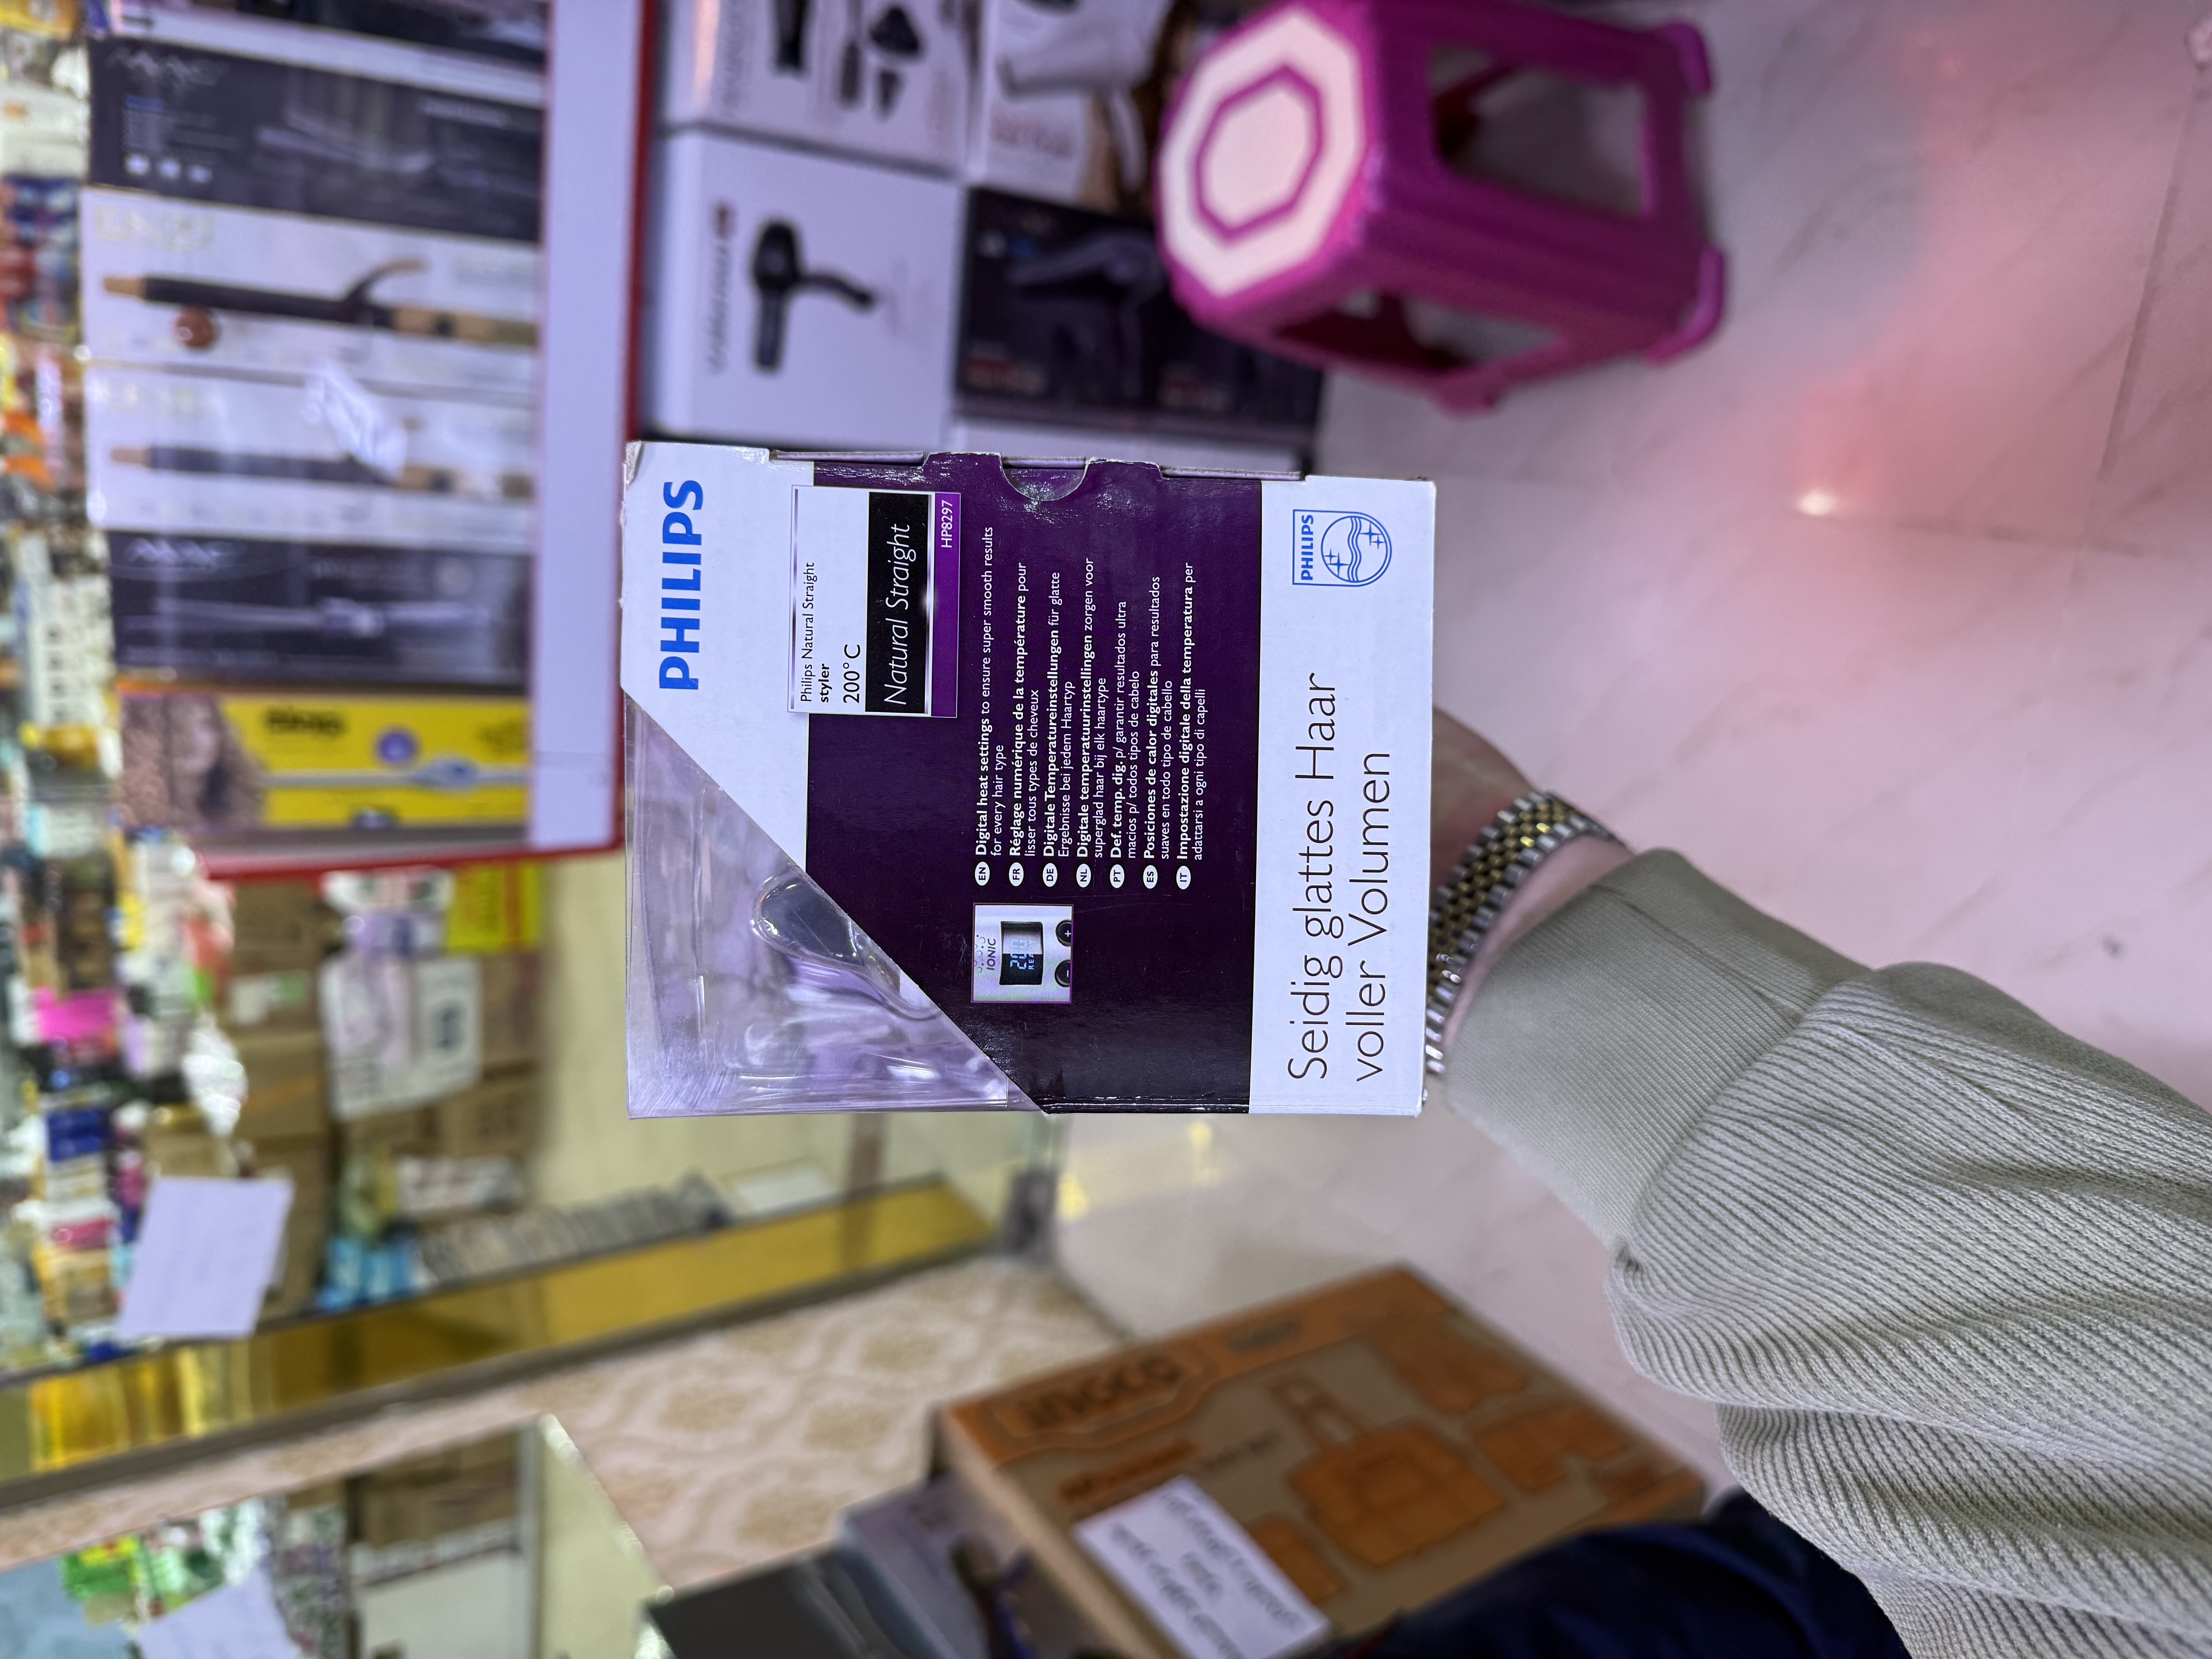 PHILIPS
Philips Natural Straight
styler
200°C
Natural Straight
HP8297
EN Digital heat settings to ensure super smooth results
for every hair type
FR Réglage numérique de la température pour
lisser tous types de cheveux
DE Digitale Temperatureinstellungen für glatte
Ergebnisse bei jedem Haartyp
NL Digitale temperatuurinstellingen zorgen voor
superglad haar bij elk haartype
PT Def. temp. dig. p/ garantir resultados ultra
macios p/ todos tipos de cabelo
ES Posiciones de calor digitales para resultados
suaves en todo tipo de cabello
IT Impostazione digitale della temperatura per
adattarsi a ogni tipo di capelli
IONIC
Seidig glattes Haar
voller Volumen
PHILIPS
INGCO